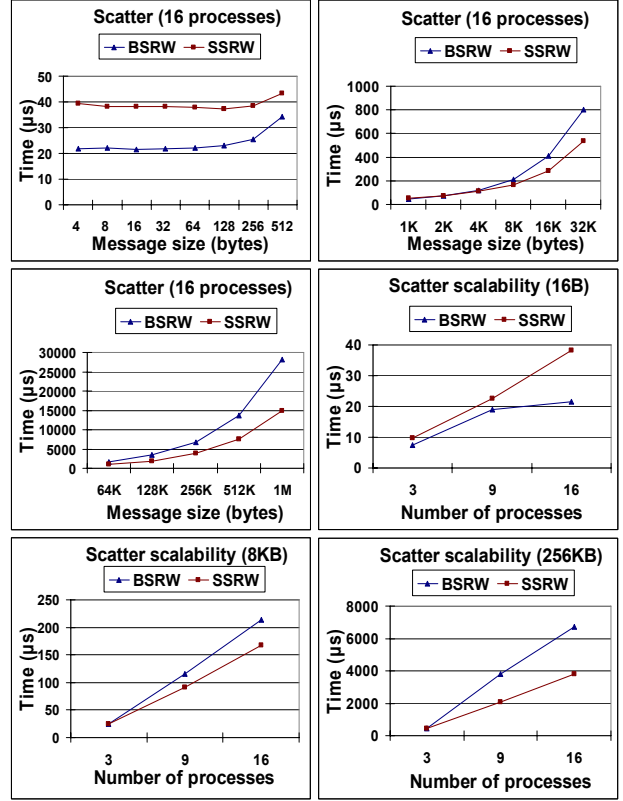 Scatter (16 processes)
BSRW SSRW
50
40
30
20
10
0
Time (µs)
4 8 16 32 64 128 256 512
Message size (bytes)
Scatter (16 processes)
BSRW SSRW
1000
800
600
400
200
0
Time (µs)
1K 2K 4K 8K 16K 32K
Message size (bytes)
Scatter (16 processes)
BSRW SSRW
30000
25000
20000
15000
10000
5000
0
Time (µs)
64K 128K 256K 512K 1M
Message size (bytes)
Scatter scalability (16B)
BSRW SSRW
40
30
20
10
0
Time (µs)
3 9 16
Number of processes
Scatter scalability (8KB)
BSRW SSRW
250
200
150
100
50
0
Time (µs)
3 9 16
Number of processes
Scatter scalability (256KB)
BSRW SSRW
8000
6000
4000
2000
0
Time (µs)
3 9 16
Number of processes